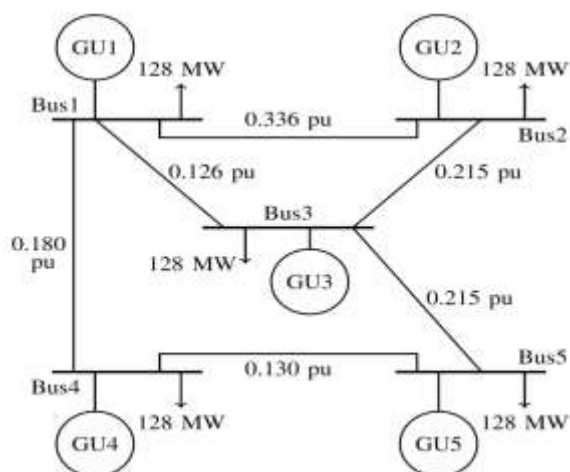 GU1
GU2
128 MW
128 MW
Bus1
0.336 pu
Bus2
0.126 pu
0.215 pu
Bus3
0.180
pu
128 MW
GU3
0.215 pu
Bus4
0.130 pu
Bus5
128 MW
128 MW
GU4
GU5